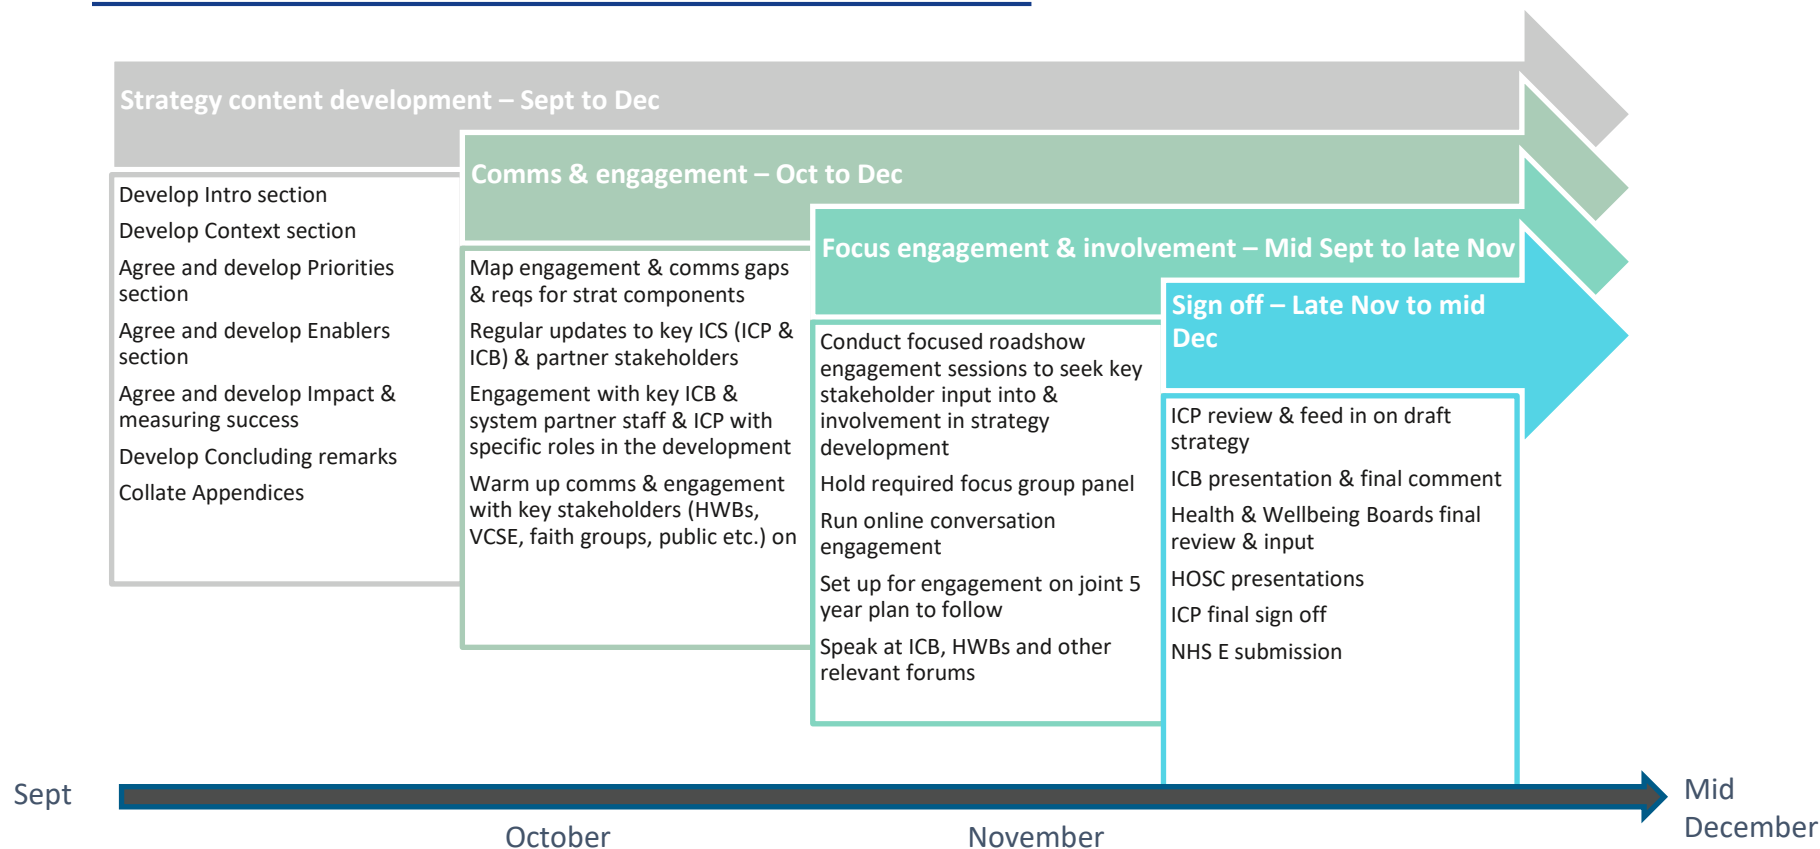 Strategy content development – Sept to Dec
Develop Intro section
Develop Context section
Agree and develop Priorities
section
Agree and develop Enablers
section
Agree and develop Impact &
measuring success
Develop Concluding remarks
Collate Appendices
Comms & engagement – Oct to Dec
Map engagement & comms gaps
& reqs for strat components
Regular updates to key ICS (ICP &
ICB) & partner stakeholders
Engagement with key ICB &
system partner staff & ICP with
specific roles in the development
Warm up comms & engagement
with key stakeholders (HWBs,
VCSE, faith groups, public etc.) on
Focus engagement & involvement – Mid Sept to late Nov
Conduct focused roadshow
engagement sessions to seek key
stakeholder input into &
involvement in strategy
development
Hold required focus group panel
Run online conversation
engagement
Set up for engagement on joint 5
year plan to follow
Speak at ICB, HWBs and other
relevant forums
Sign off – Late Nov to mid
Dec
ICP review & feed in on draft
strategy
ICB presentation & final comment
Health & Wellbeing Boards final
review & input
HOSC presentations
ICP final sign off
NHS E submission
Sept
October
November
Mid
December